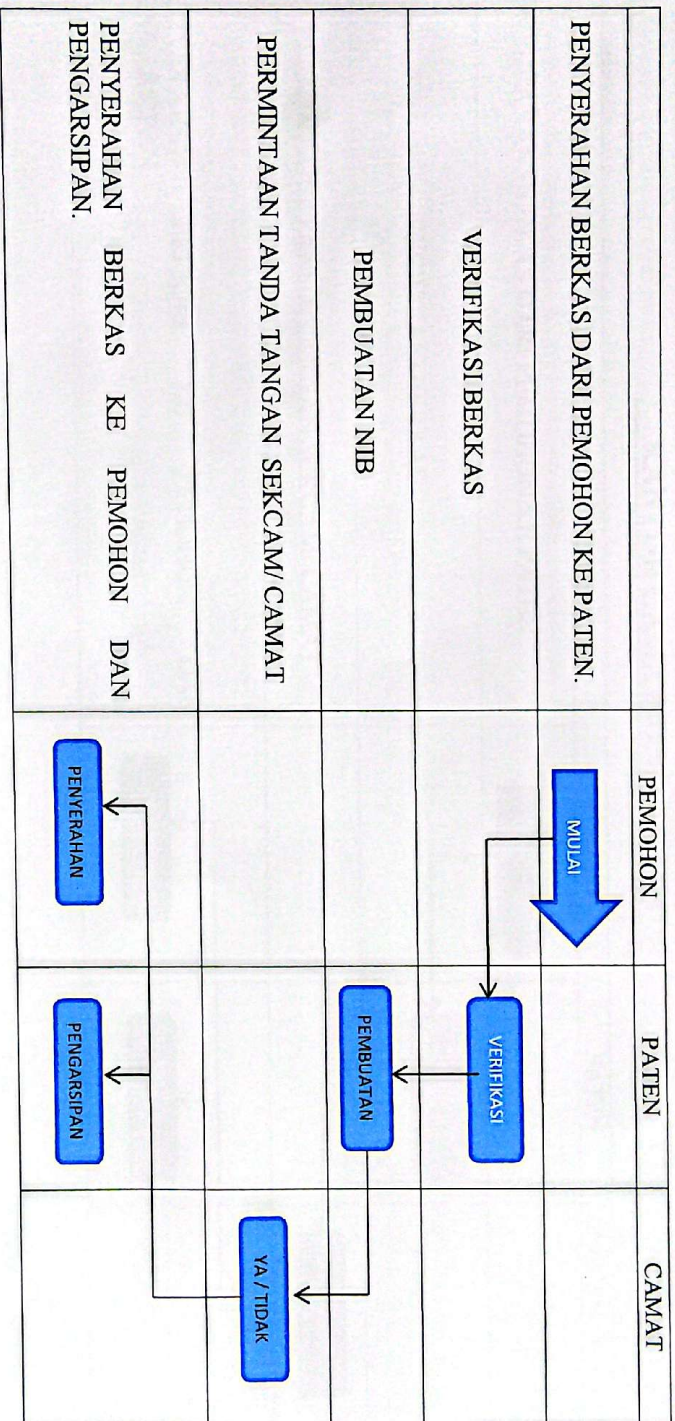 PEMOHON
PATEN
CAMAT
PENYERAHAN BERKAS DARI PEMOHON KE PATEN.
MULAI
VERIFIKASI BERKAS
VERIFIKASI
PEMBUATAN NIB
PEMBUATAN
PERMINTAAN TANDA TANGAN SEKCAM/ CAMAT
YA / TIDAK
PENYERAHAN BERKAS KE PEMOHON DAN
PENGARSIPAN.
PENYERAHAN
PENGARSIPAN